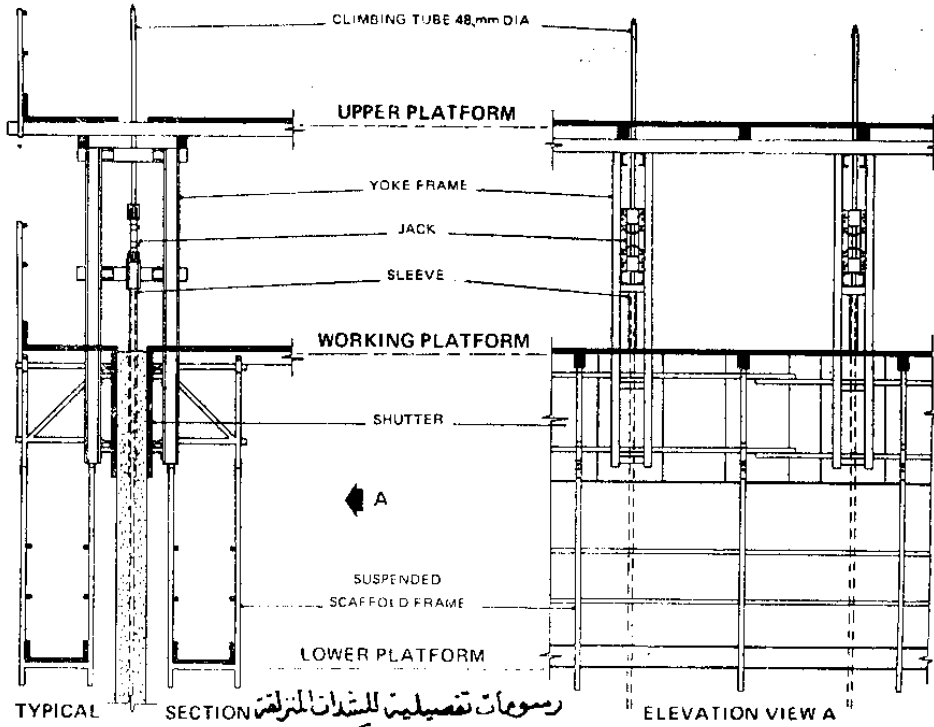 CLIMBING TUBE 48,mm DIA
UPPER PLATFORM
YOKE FRAME
JACK
SLEEVE
WORKING PLATFORM
SHUTTER
A
SUSPENDED
SCAFFOLD FRAME
LOWER PLATFORM
TYPICAL SECTION
رسومات تفصيلية للشدات المنزلقة
ELEVATION VIEW A